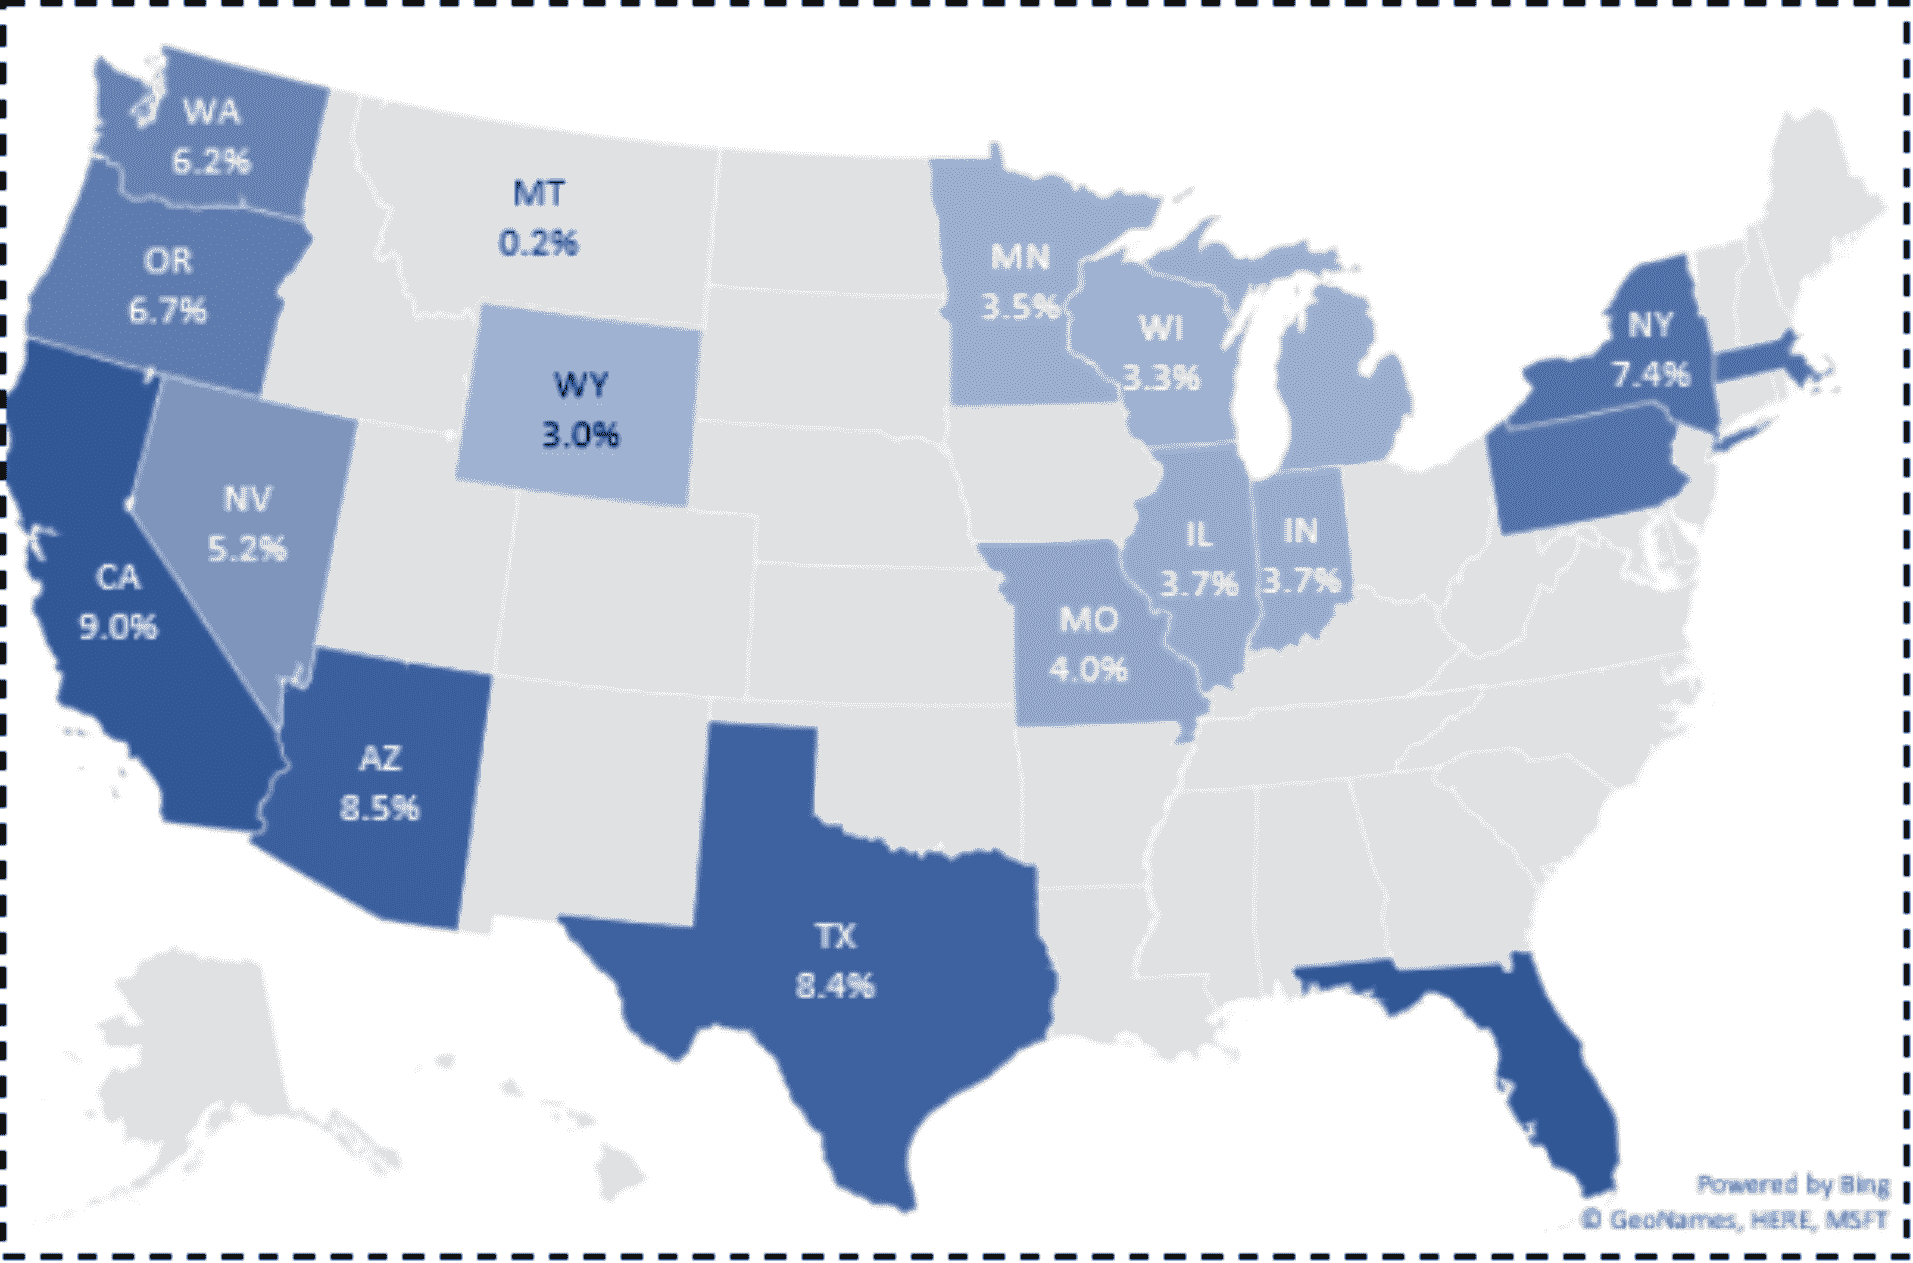 WA
6.2%
MT
0.2%
OR
6.7%
MN
3.5%
WI
3.3%
NY
7.4%
WY
3.0%
NV
5.2%
IL
3.7%
IN
3.7%
CA
9.0%
MO
4.0%
AZ
8.5%
TX
8.4%
Powered by Bing
© GeoNames, HERE, MSFT